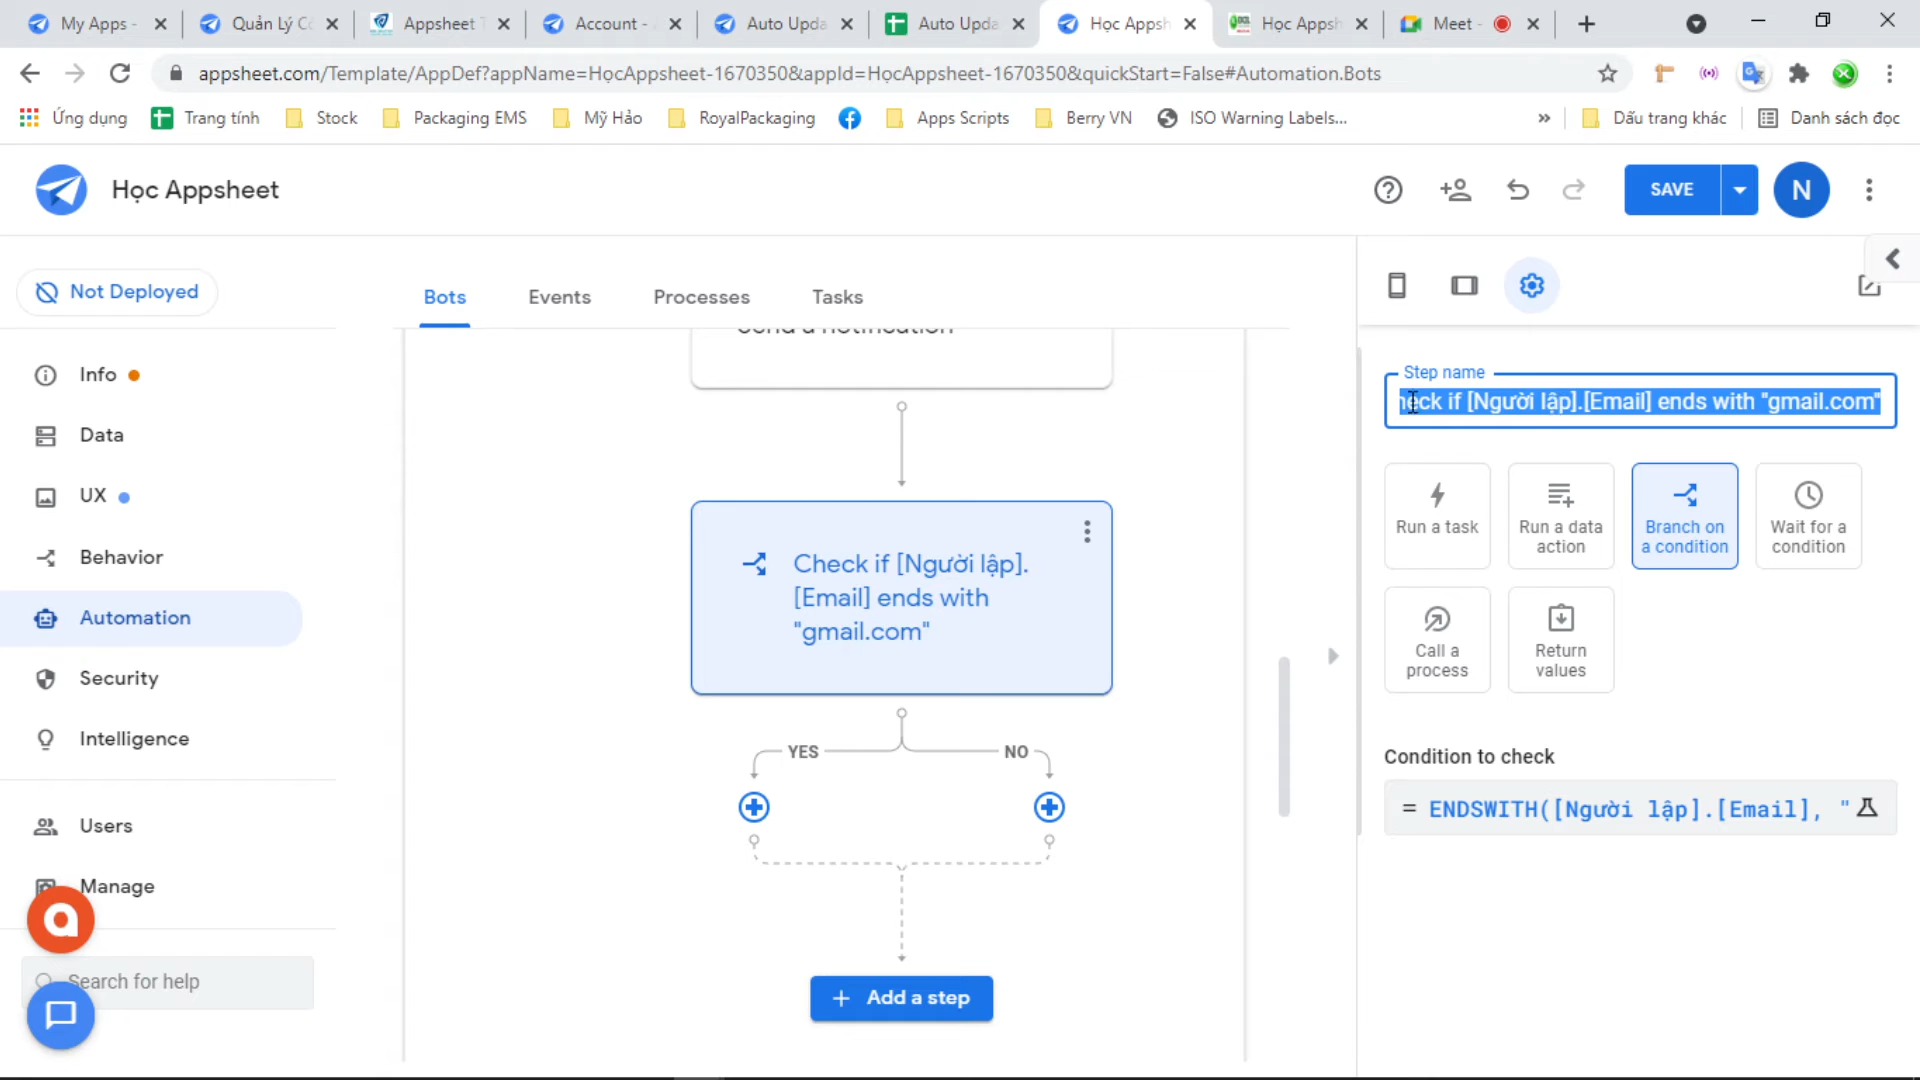 My Apps -
Quản Lý Cô
Appsheet T
Account -
Auto Upda
Auto Upda
Học Appsh
Học Appsh
Meet -
appsheet.com/Template/AppDef?appName=HọcAppsheet-1670350&appId=HọcAppsheet-1670350&quickStart=False#Automation.Bots
Ứng dụng
Trang tính
Stock
Packaging EMS
Mỹ Hảo
RoyalPackaging
Apps Scripts
Berry VN
ISO Warning Labels...
»
Dấu trang khác
Danh sách đọc
Học Appsheet
SAVE
N
Not Deployed
Bots
Events
Processes
Tasks
Info
Data
UX
Behavior
Automation
Security
Intelligence
Users
Manage
Search for help
Send a notification
Check if [Người lập].
[Email] ends with
"gmail.com"
YES
NO
+ Add a step
Step name
heck if [Người lập].[Email] ends with "gmail.com"
Run a task
Run a data
action
Branch on
a condition
Wait for a
condition
Call a
process
Return
values
Condition to check
= ENDSWITH([Người lập].[Email], "